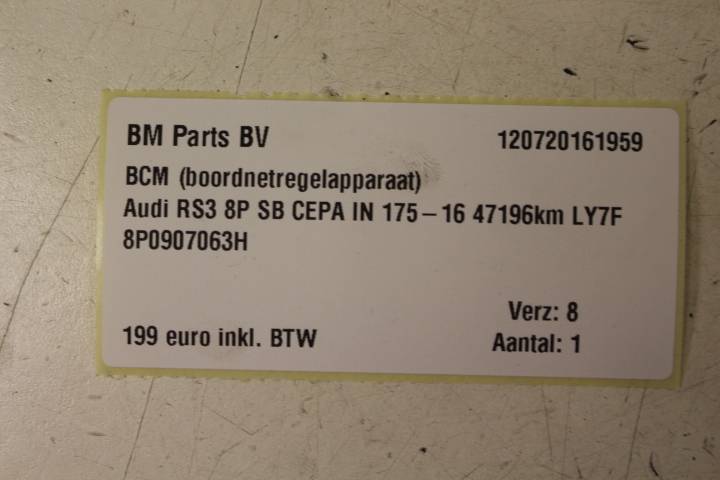 BM Parts BV 120720161959
BCM (boordnetregelapparaat)
Audi RS3 8P SB CEPA IN 175-16 47196km LY7F
8P0907063H
Verz: 8
199 euro inkl. BTW Aantal: 1